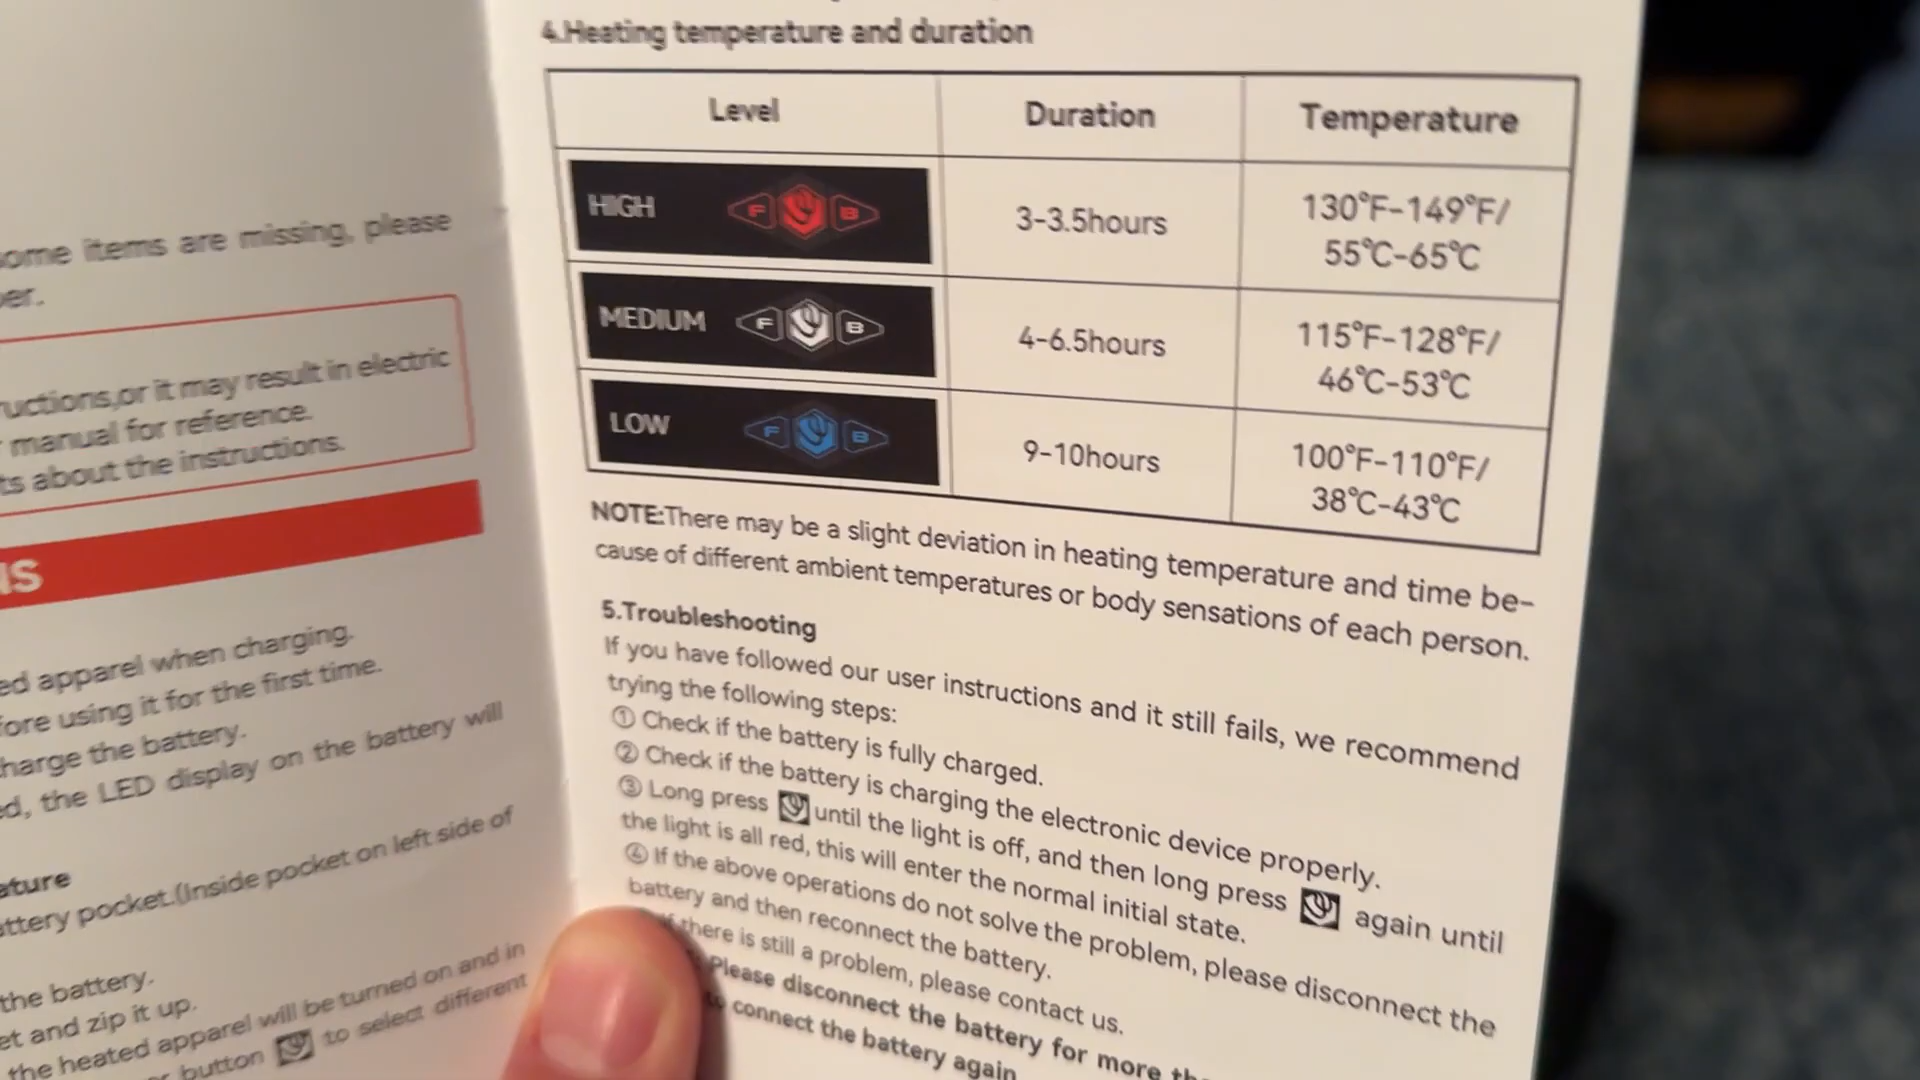 some items are missing, please
ructions,or it may result in electric
manual for reference.
ts about the instructions.
NS
ed apparel when charging.
fore using it for the first time.
harge the battery.
ed, the LED display on the battery will
ature
attery pocket.(Inside pocket on left side of
the battery.
et and zip it up.
the heated apparel will be turned on and in
button to select different
4.Heating temperature and duration
Level Duration Temperature
HIGH F B 3-3.5hours 130°F-149°F/
55℃-65℃
MEDIUM F B 4-6.5hours 115°F-128°F/
46℃-53℃
LOW F B 9-10hours 100°F-110°F/
38℃-43℃
NOTE:There may be a slight deviation in heating temperature and time be-
cause of different ambient temperatures or body sensations of each person.
5.Troubleshooting
If you have followed our user instructions and it still fails, we recommend
trying the following steps:
① Check if the battery is fully charged.
② Check if the battery is charging the electronic device properly.
③ Long press until the light is off, and then long press again until
the light is all red, this will enter the normal initial state.
④ If the above operations do not solve the problem, please disconnect the
battery and then reconnect the battery.
If there is still a problem, please contact us.
Please disconnect the battery for more
connect the battery again